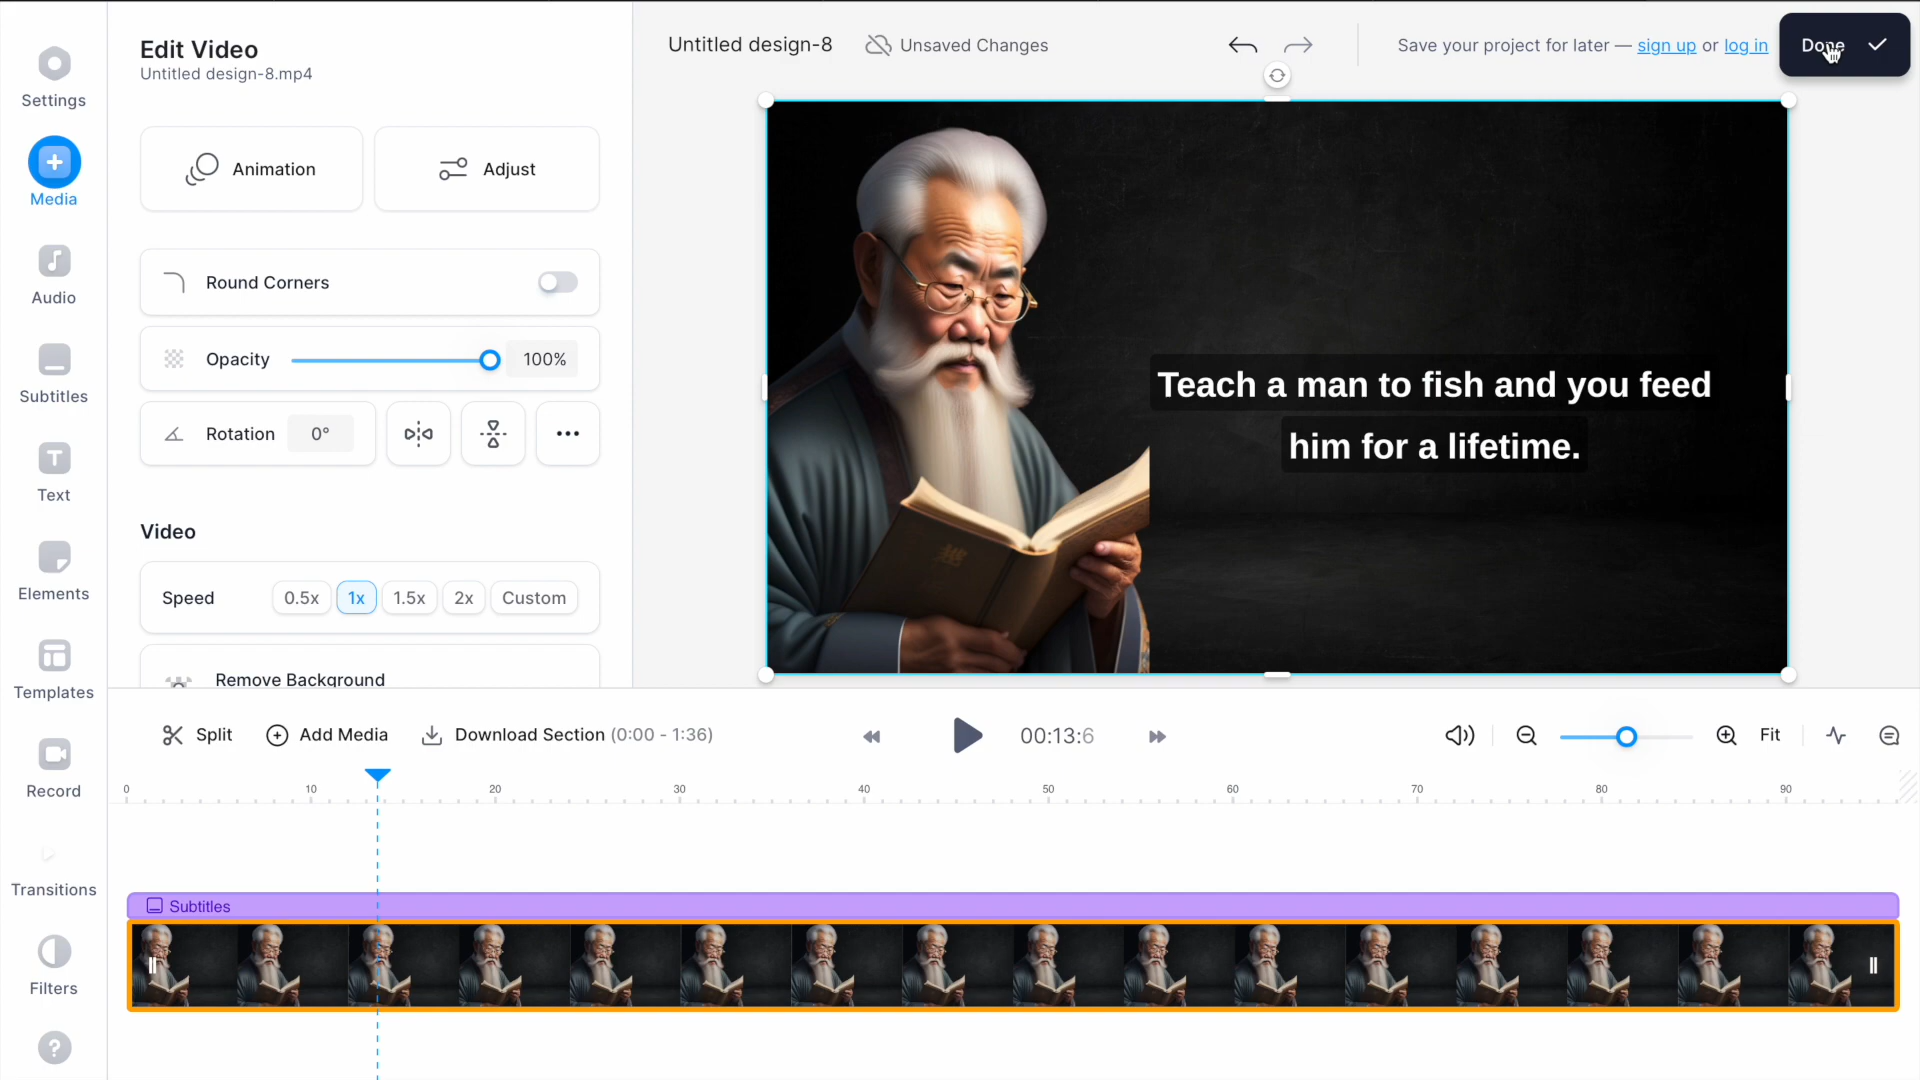 Edit Video
Untitled design-8.mp4
Untitled design-8
Unsaved Changes
Save your project for later — sign up or log in
Done
Settings
Media
Audio
Subtitles
Text
Elements
Templates
Record
Transitions
Filters
?
Animation
Adjust
Round Corners
Opacity
100%
Rotation
0°
Video
Speed
0.5x
1x
1.5x
2x
Custom
Remove Background
Teach a man to fish and you feed
him for a lifetime.
Split
Add Media
Download Section (0:00 - 1:36)
00:13:6
Fit
0 10 20 30 40 50 60 70 80 90
Subtitles